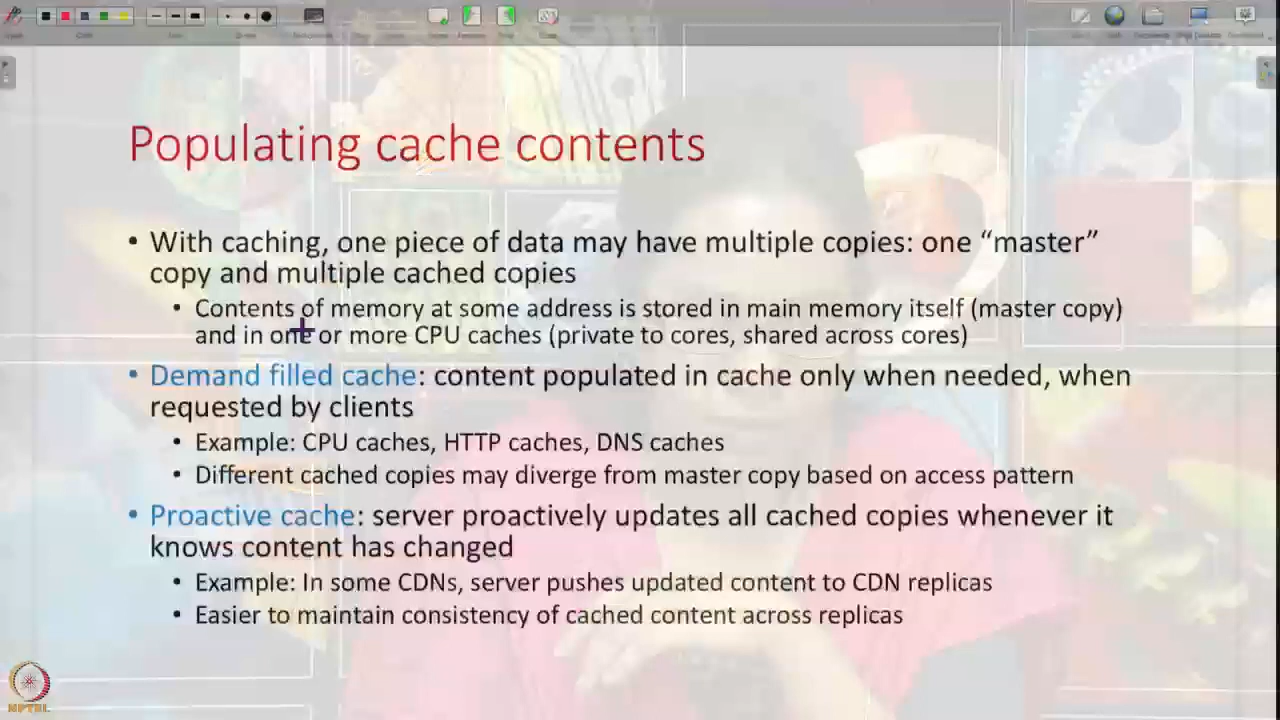 Populating cache contents
• With caching, one piece of data may have multiple copies: one “master”
copy and multiple cached copies
• Contents of memory at some address is stored in main memory itself (master copy)
and in one or more CPU caches (private to cores, shared across cores)
• Demand filled cache: content populated in cache only when needed, when
requested by clients
• Example: CPU caches, HTTP caches, DNS caches
• Different cached copies may diverge from master copy based on access pattern
• Proactive cache: server proactively updates all cached copies whenever it
knows content has changed
• Example: In some CDNs, server pushes updated content to CDN replicas
• Easier to maintain consistency of cached content across replicas
NPTEL